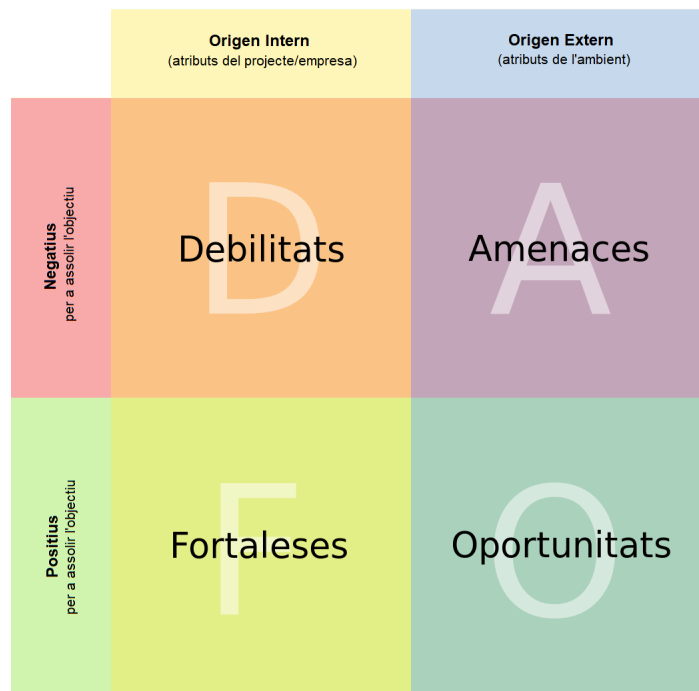 Origen Intern
(atributs del projecte/empresa)
Origen Extern
(atributs de l'ambient)
Negatius
per a assolir l'objectiu
D
Debilitats
A
Amenaces
Positius
per a assolir l'objectiu
F
Fortaleses
O
Oportunitats